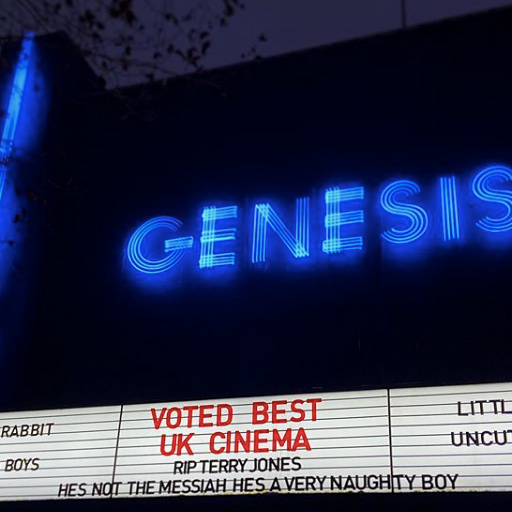 GENESIS
RABBIT
BOYS
VOTED BEST
UK CINEMA
RIP TERRY JONES
HES NOT THE MESSIAH HES A VERY NAUGHTY BOY
LITTL
UNCUT